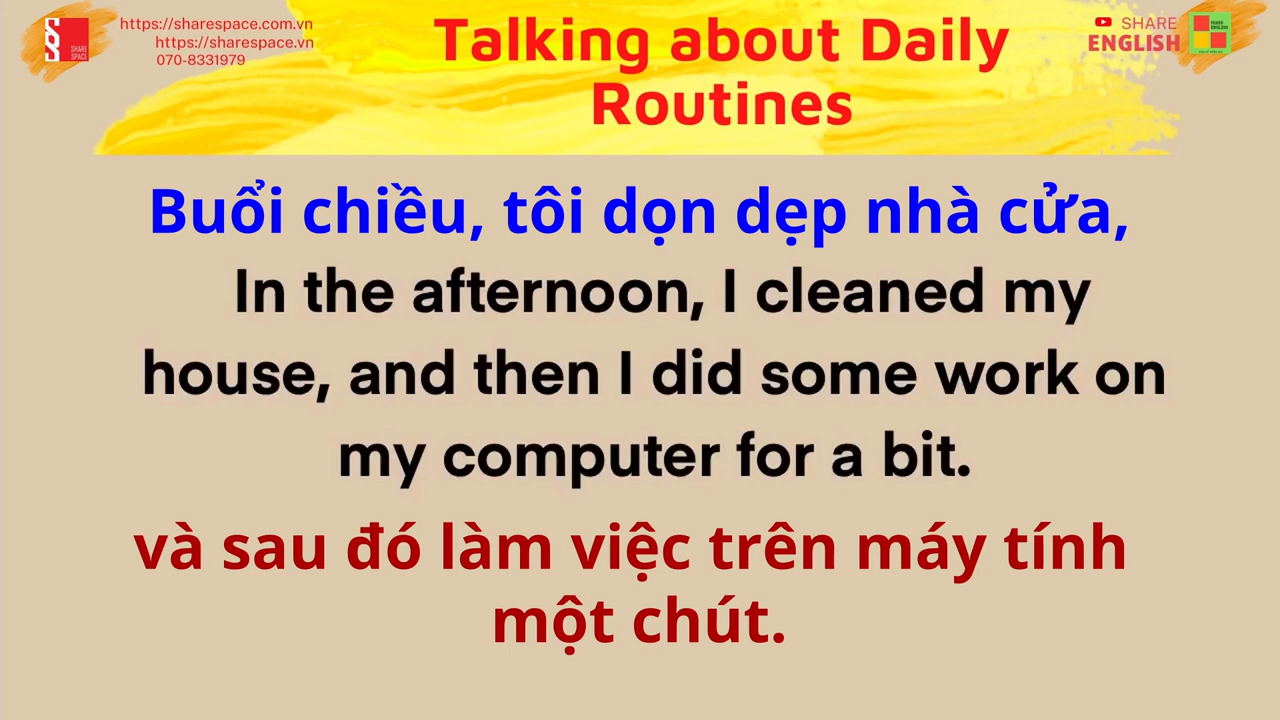 https://sharespace.com.vn
https://sharespace.vn
070-8331979
SHARE
SPACE
Talking about Daily
Routines
SHARE
ENGLISH
Buổi chiều, tôi dọn dẹp nhà cửa,
In the afternoon, I cleaned my
house, and then I did some work on
my computer for a bit.
và sau đó làm việc trên máy tính
một chút.